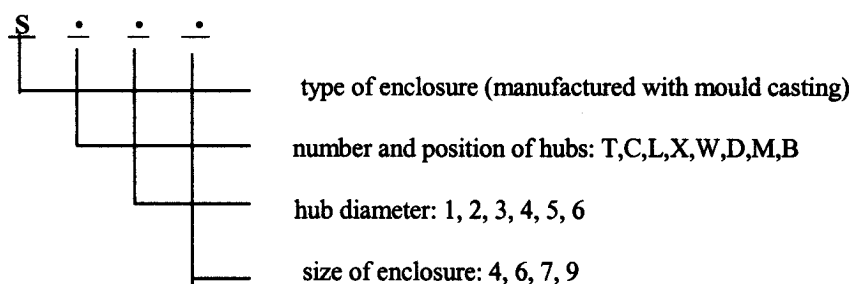 S • • •
type of enclosure (manufactured with mould casting)
number and position of hubs: T,C,L,X,W,D,M,B
hub diameter: 1, 2, 3, 4, 5, 6
size of enclosure: 4, 6, 7, 9